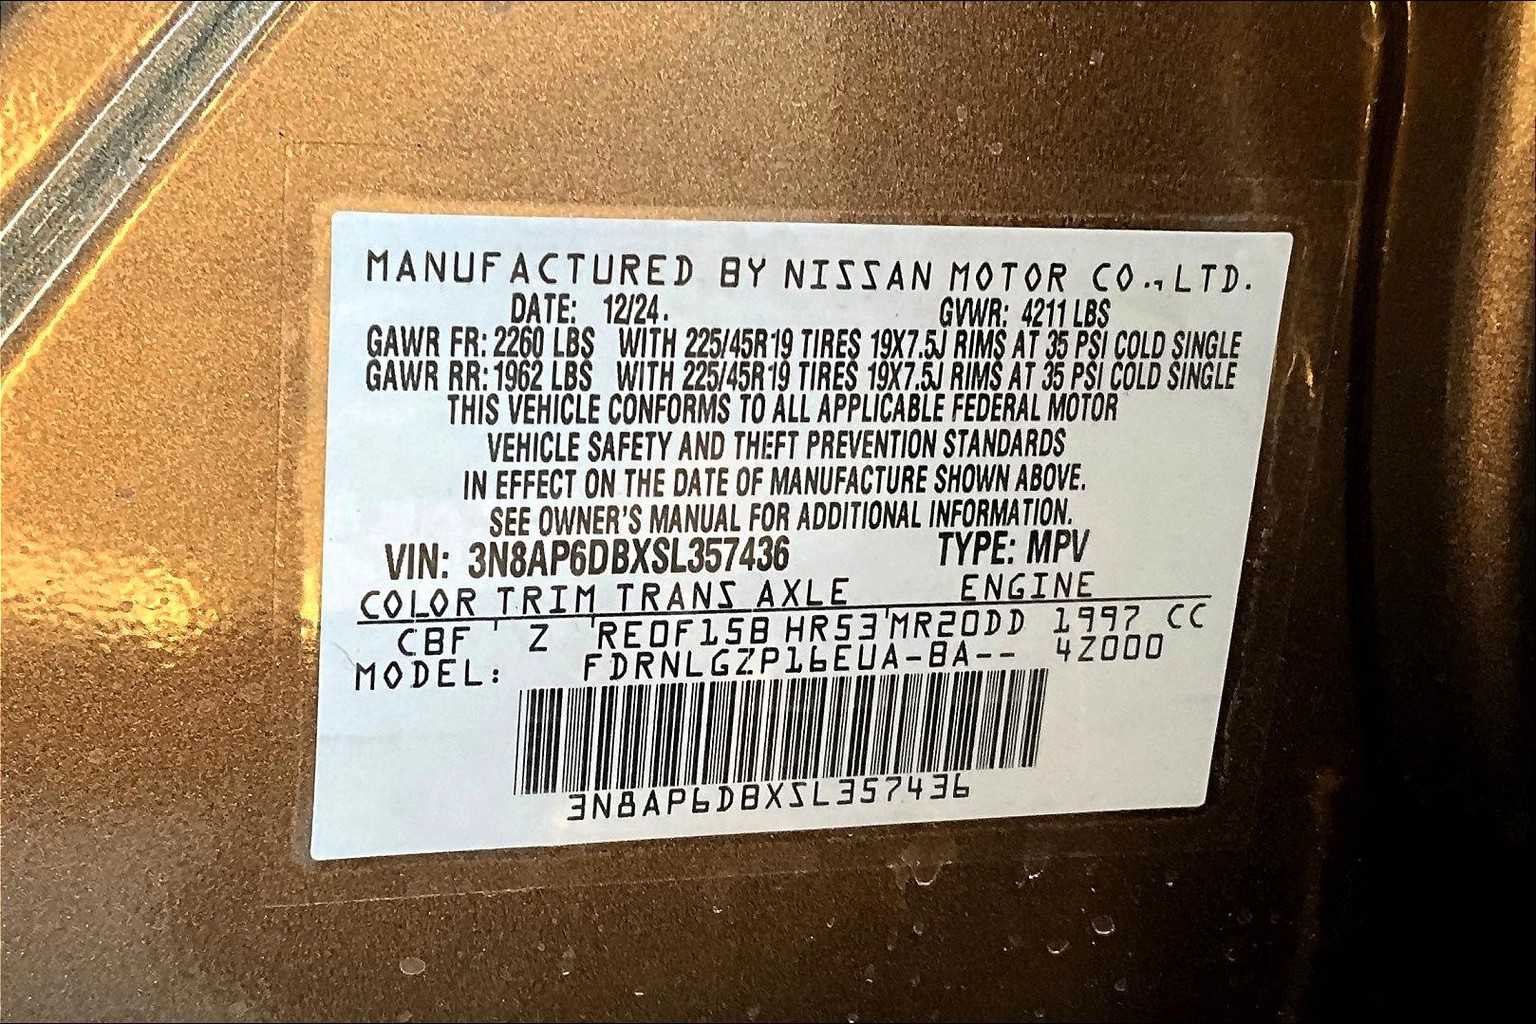 MANUFACTURED BY NISSAN MOTOR CO., LTD.
DATE: 12/24. GVWR: 4211 LBS
GAWR FR: 2260 LBS WITH 225/45R19 TIRES 19X7.5J RIMS AT 35 PSI COLD SINGLE
GAWR RR: 1962 LBS WITH 225/45R19 TIRES 19X7.5J RIMS AT 35 PSI COLD SINGLE
THIS VEHICLE CONFORMS TO ALL APPLICABLE FEDERAL MOTOR
VEHICLE SAFETY AND THEFT PREVENTION STANDARDS
IN EFFECT ON THE DATE OF MANUFACTURE SHOWN ABOVE.
SEE OWNER'S MANUAL FOR ADDITIONAL INFORMATION.
VIN: 3N8AP6DBXSL357436 TYPE: MPV
COLOR TRIM TRANS AXLE ENGINE
CBF Z RE0F15B HR53 MR20DD 1997 CC
MODEL: FDRNLGZP16EUA-BA-- 4Z000
3N8AP6DBXSL357436